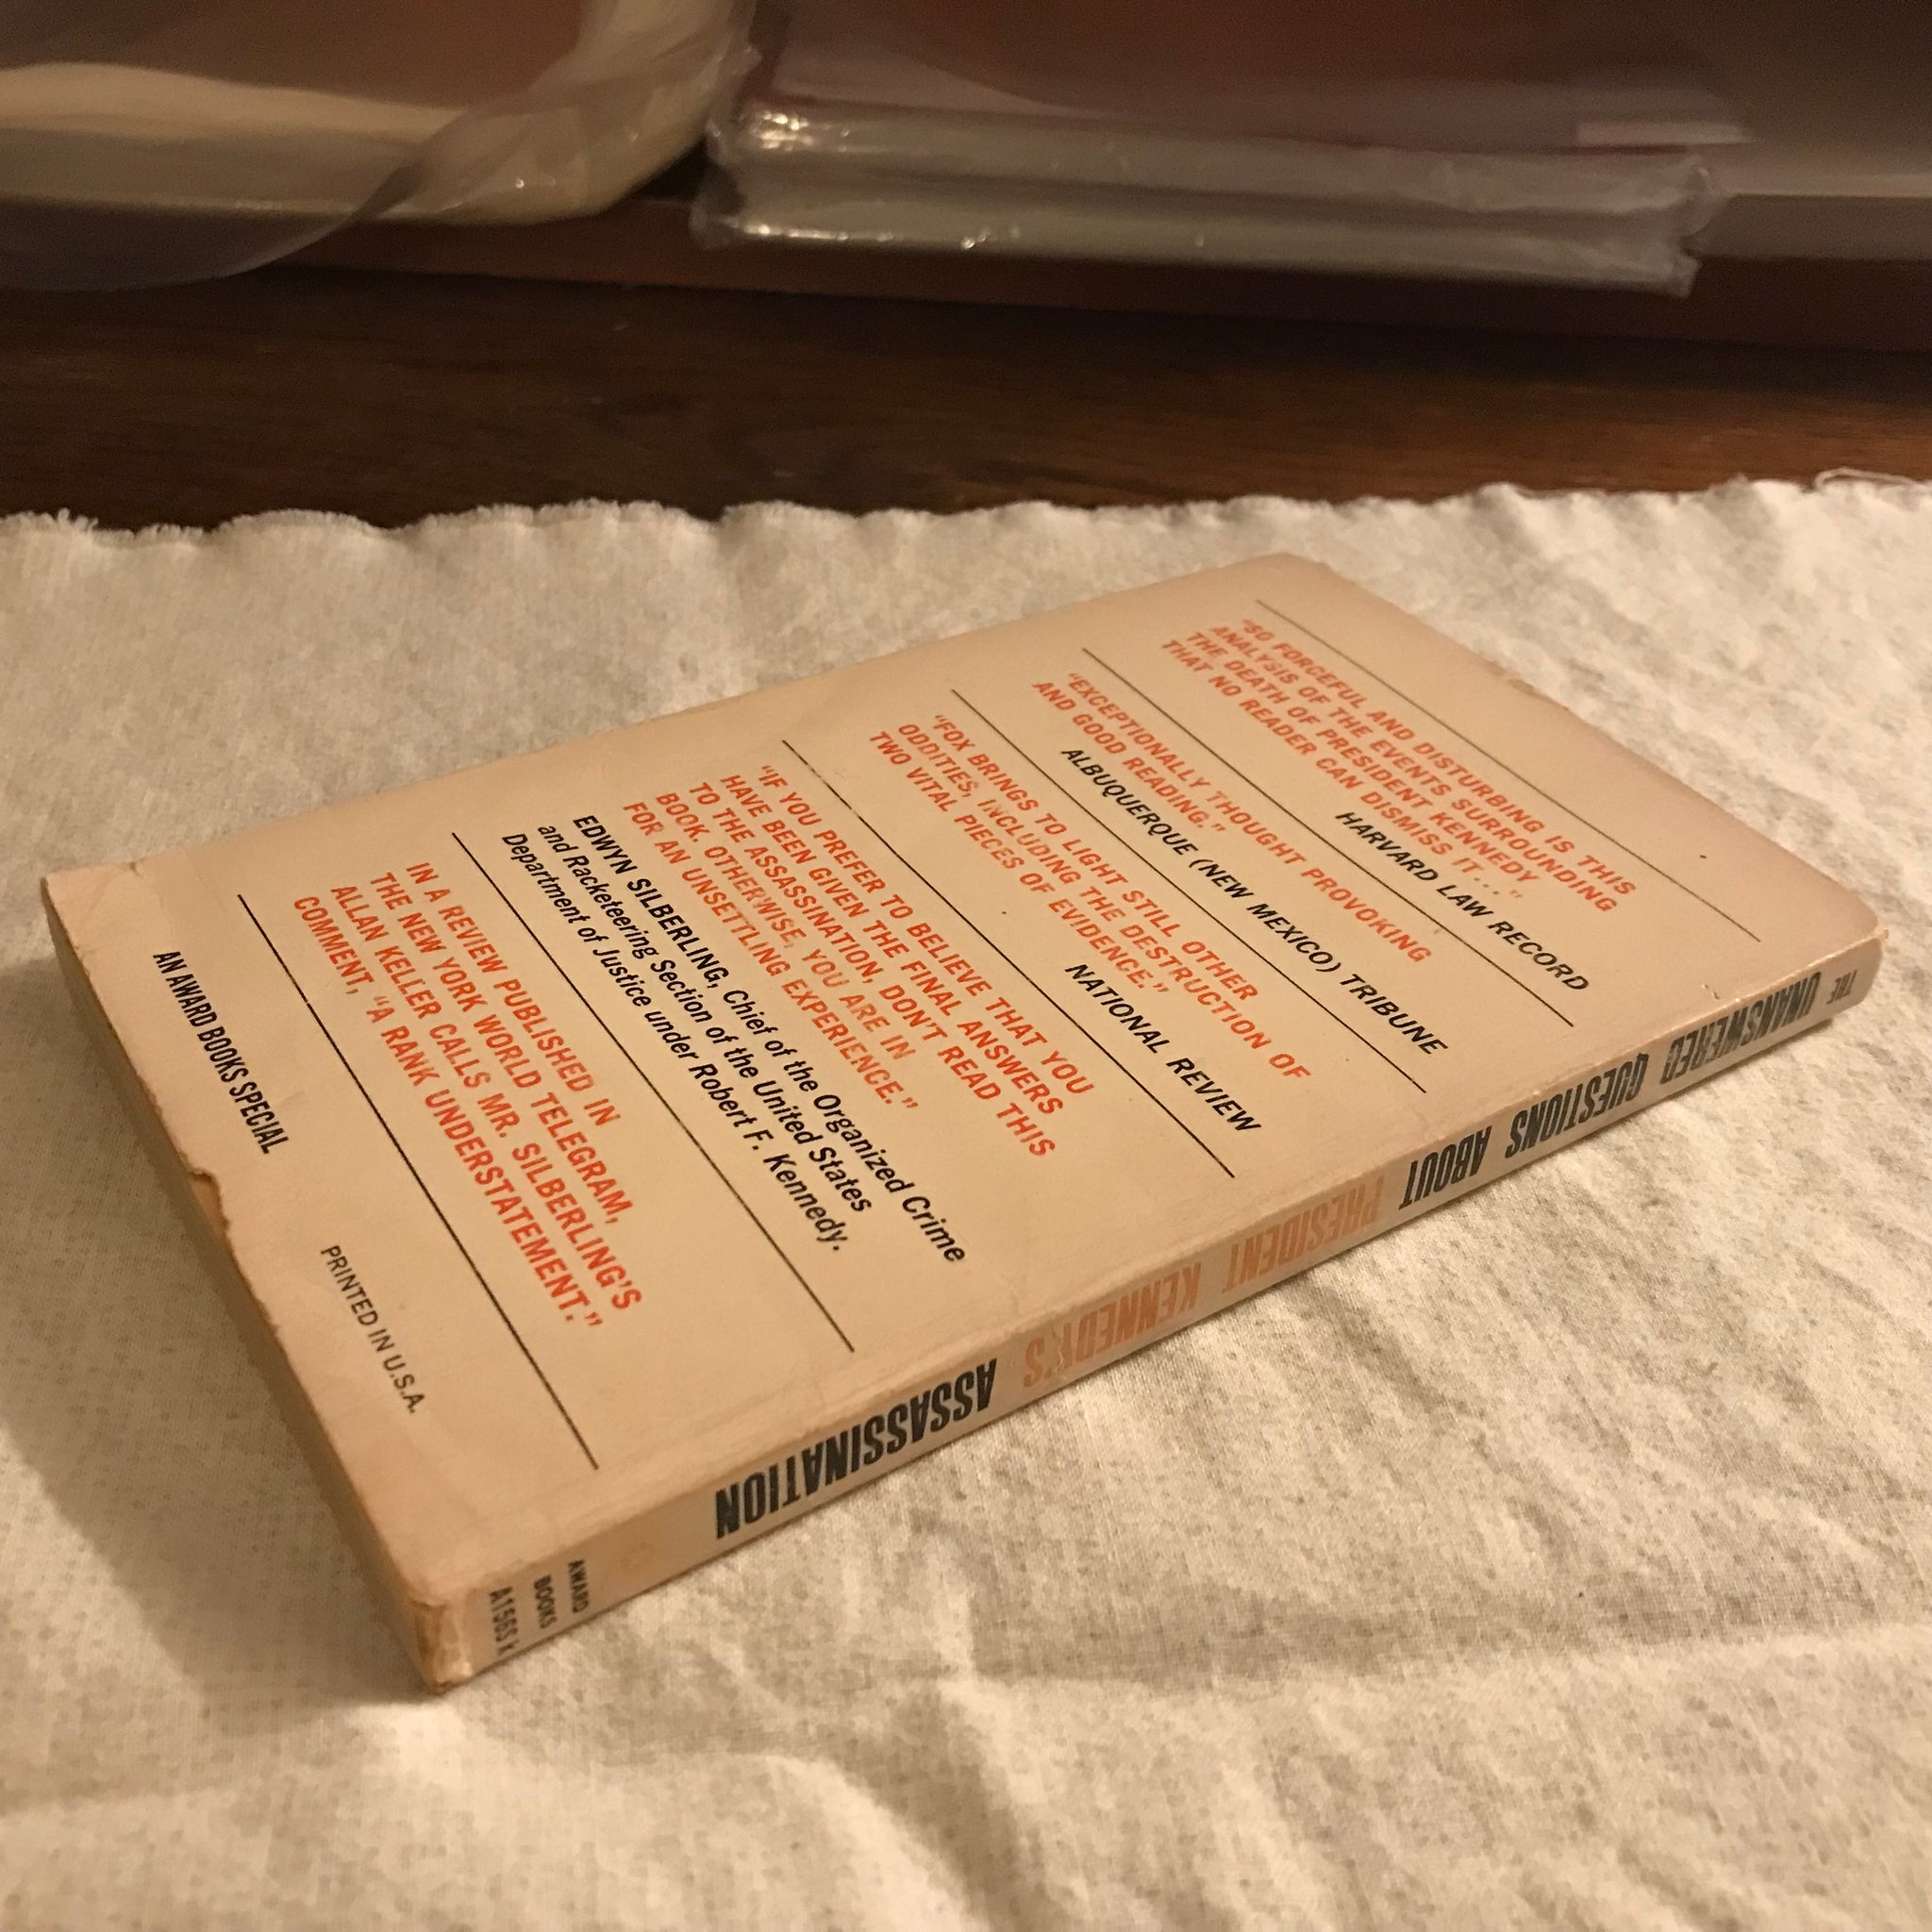 "SO FORCEFUL AND DISTURBING IS THIS
ANALYSIS OF THE EVENTS SURROUNDING
THE DEATH OF PRESIDENT KENNEDY
THAT NO READER CAN DISMISS IT..."
HARVARD LAW RECORD
"EXCEPTIONALLY THOUGHT PROVOKING
AND GOOD READING."
ALBUQUERQUE (NEW MEXICO) TRIBUNE
"FOX BRINGS TO LIGHT STILL OTHER
ODDITIES, INCLUDING THE DESTRUCTION OF
TWO VITAL PIECES OF EVIDENCE."
NATIONAL REVIEW
"IF YOU PREFER TO BELIEVE THAT YOU
HAVE BEEN GIVEN THE FINAL ANSWERS
TO THE ASSASSINATION, DON'T READ THIS
BOOK. OTHERWISE, YOU ARE IN
FOR AN UNSETTLING EXPERIENCE."
EDWYN SILBERLING, Chief of the Organized Crime
and Racketeering Section of the United States
Department of Justice under Robert F. Kennedy.
IN A REVIEW PUBLISHED IN
THE NEW YORK WORLD TELEGRAM,
ALLAN KELLER CALLS MR. SILBERLING'S
COMMENT, "A RANK UNDERSTATEMENT."
AN AWARD BOOKS SPECIAL
PRINTED IN U.S.A.
THE UNANSWERED QUESTIONS ABOUT PRESIDENT KENNEDY'S ASSASSINATION
AWARD
BOOKS